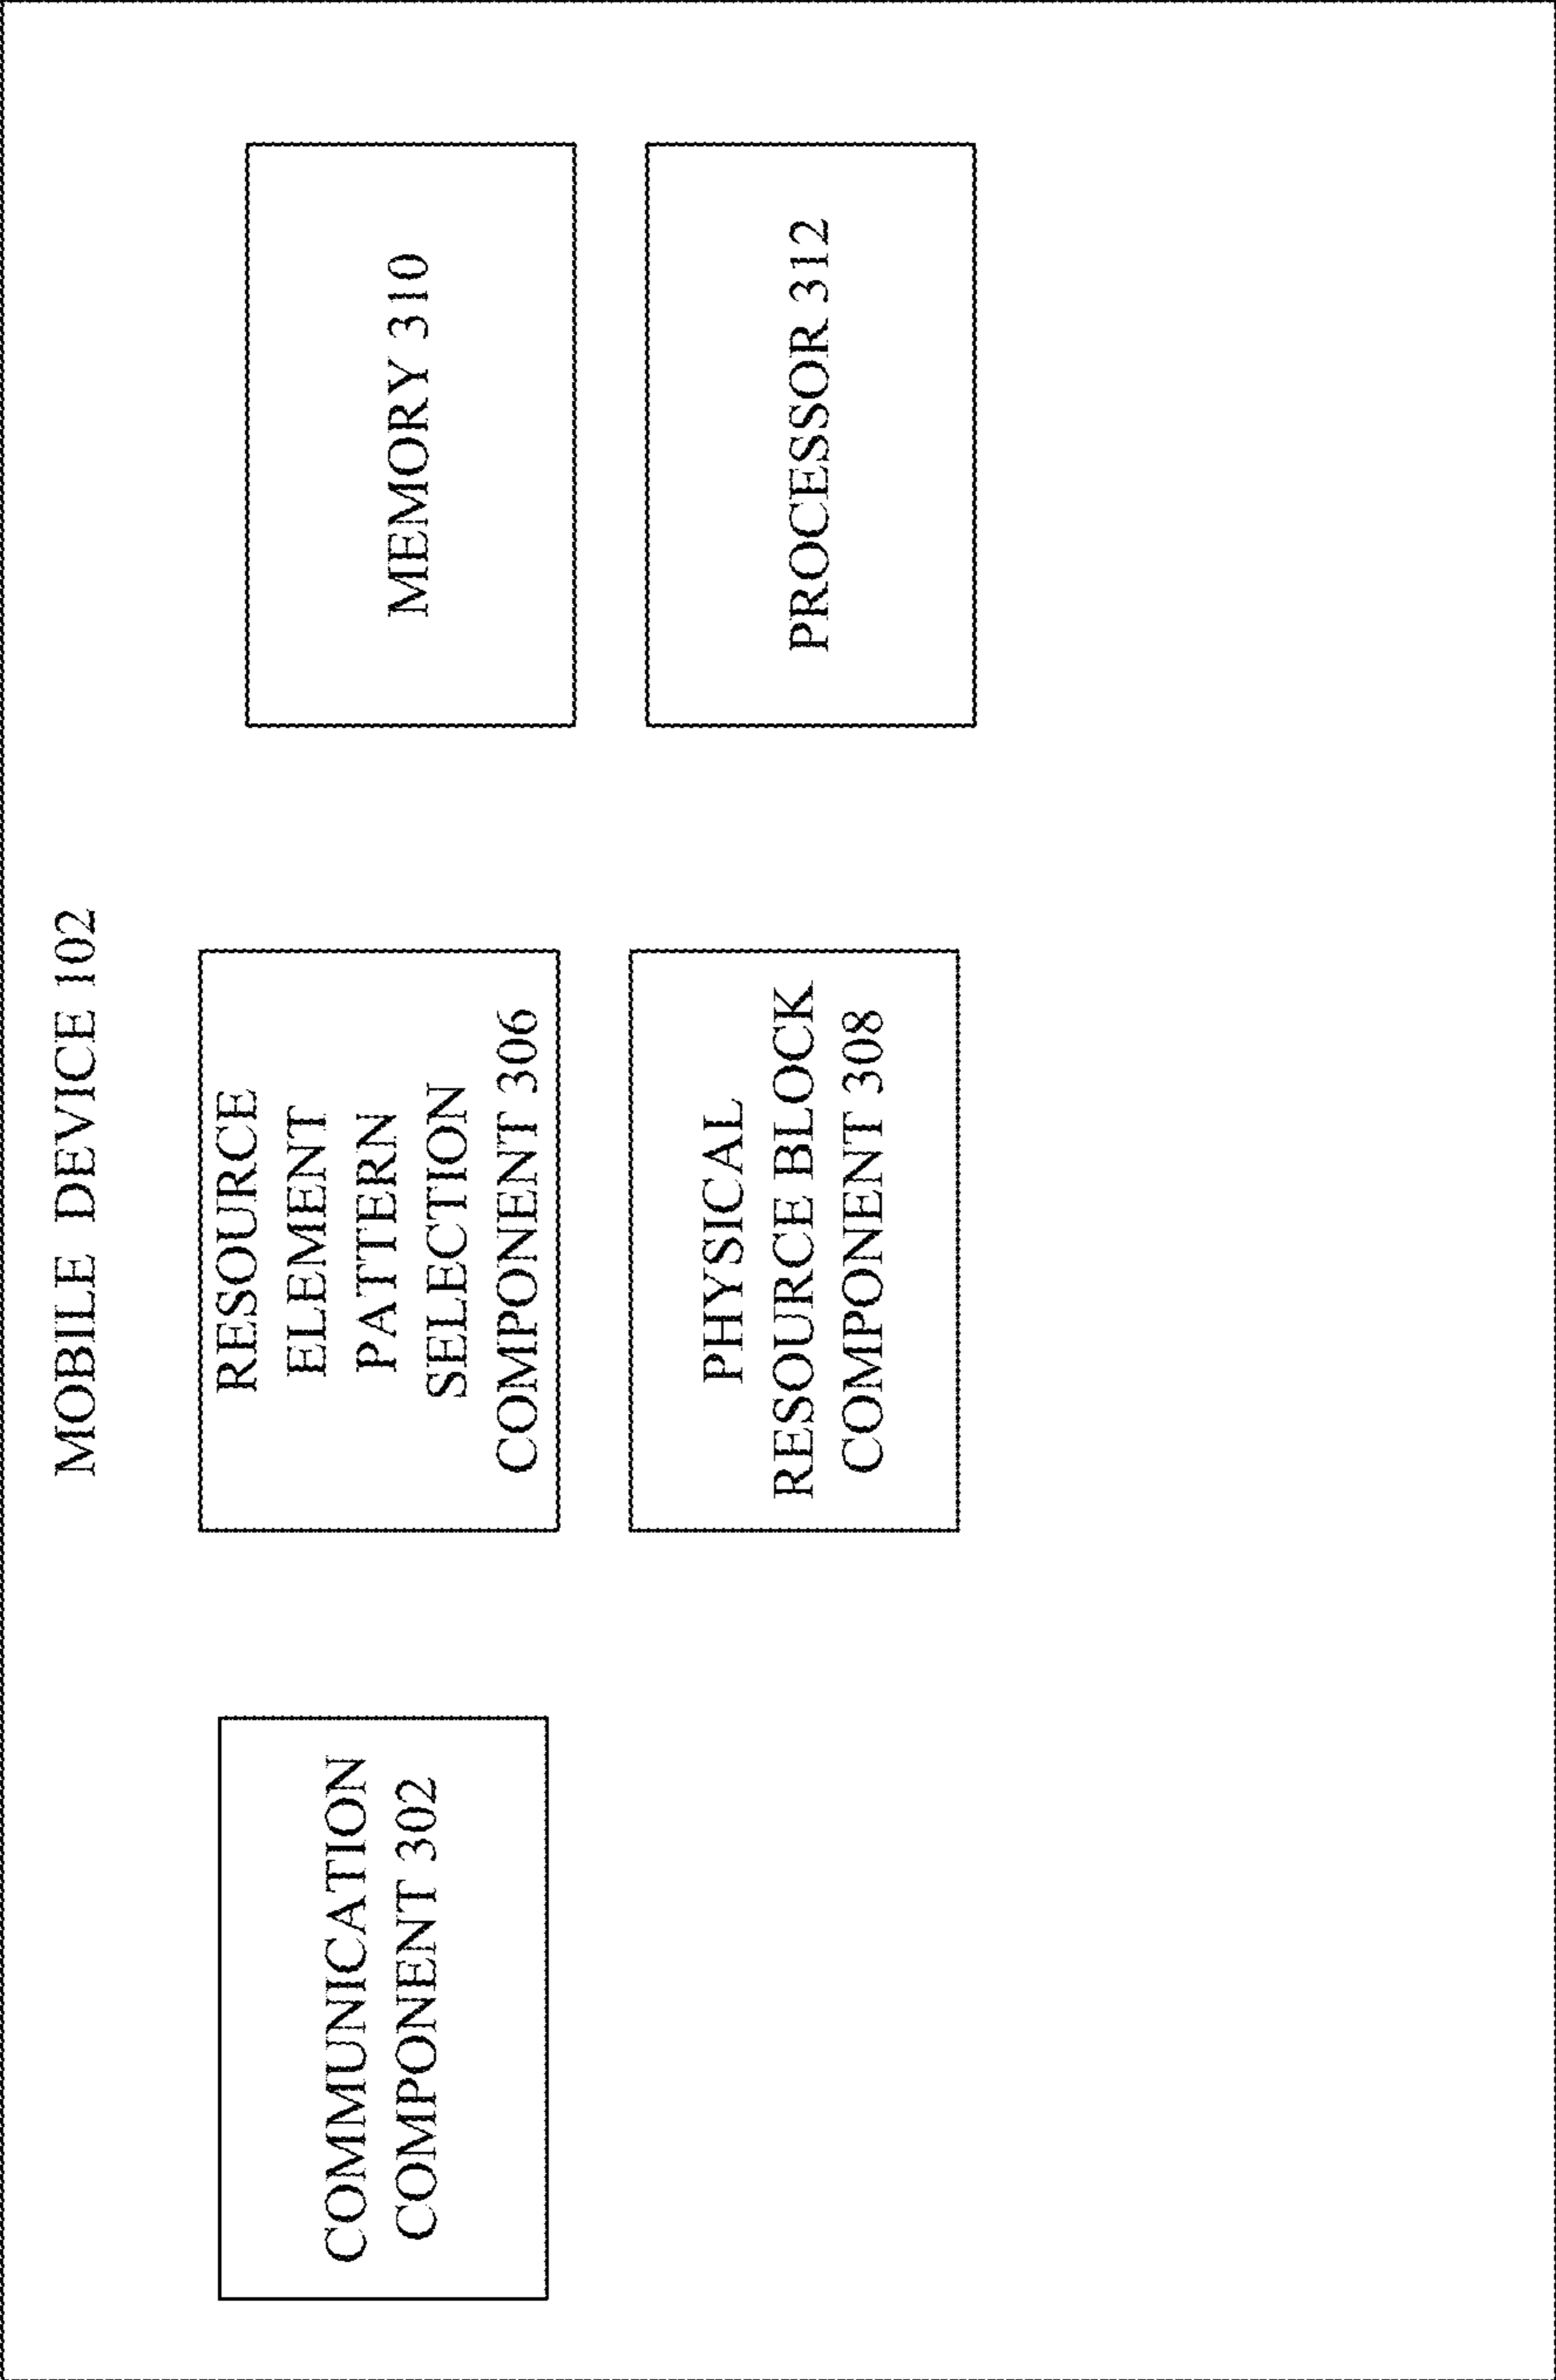 MOBILE DEVICE 102
COMMUNICATION
COMPONENT 302
RESOURCE
ELEMENT
PATTERN
SELECTION
COMPONENT 306
PHYSICAL
RESOURCE BLOCK
COMPONENT 308
MEMORY 310
PROCESSOR 312